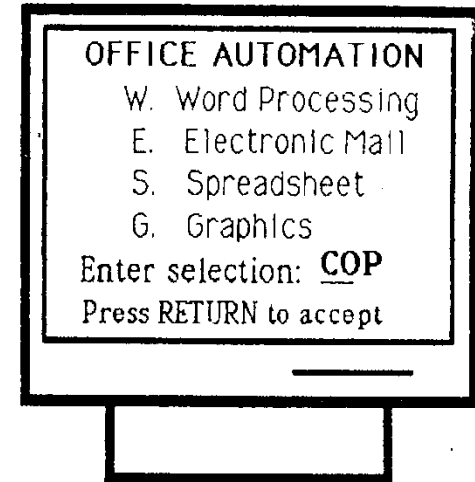 OFFICE AUTOMATION
W. Word Processing
E. Electronic Mail
S. Spreadsheet
G. Graphics
Enter selection: COP
Press RETURN to accept